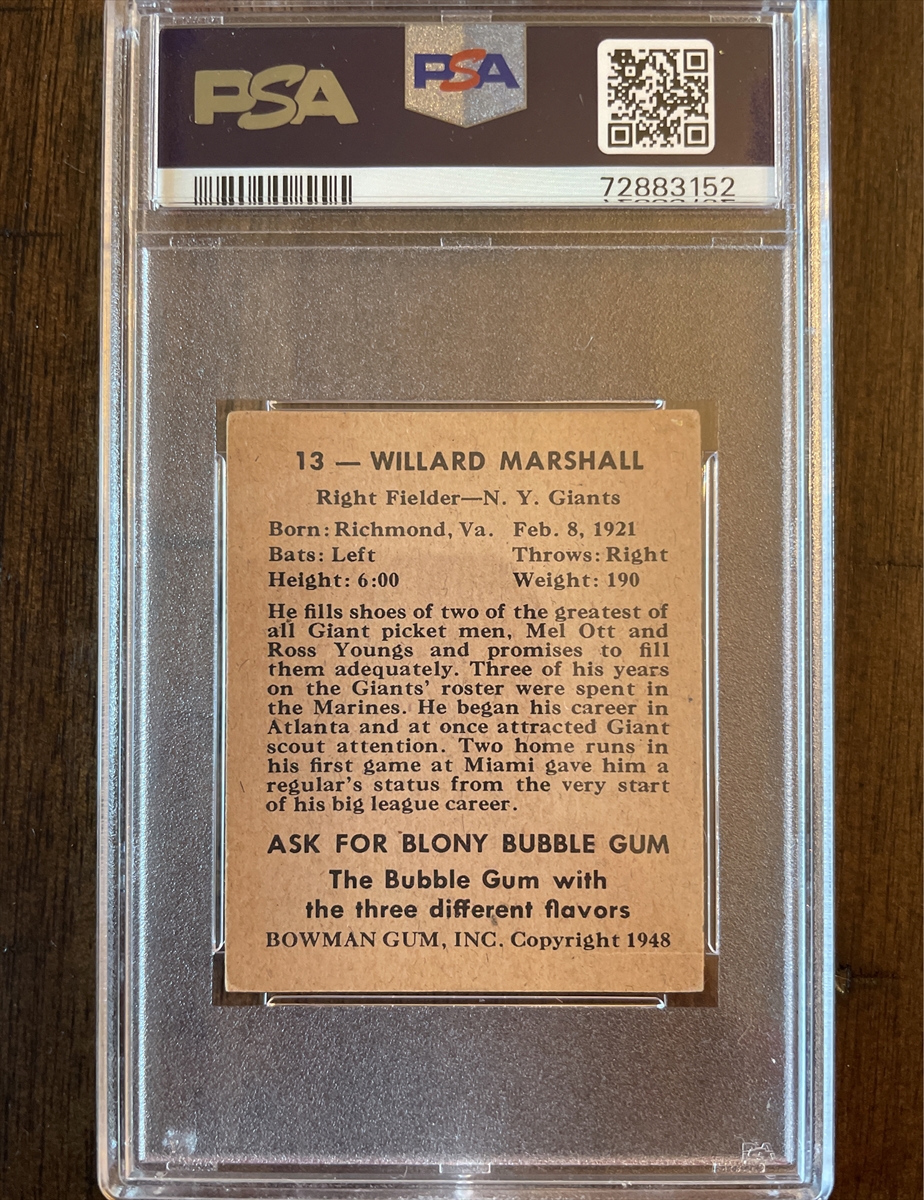 PSA PSA
72883152
13 — WILLARD MARSHALL
Right Fielder—N. Y. Giants
Born: Richmond, Va. Feb. 8, 1921
Bats: Left Throws: Right
Height: 6:00 Weight: 190
He fills shoes of two of the greatest of
all Giant picket men, Mel Ott and
Ross Youngs and promises to fill
them adequately. Three of his years
on the Giants' roster were spent in
the Marines. He began his career in
Atlanta and at once attracted Giant
scout attention. Two home runs in
his first game at Miami gave him a
regular's status from the very start
of his big league career.
ASK FOR BLONY BUBBLE GUM
The Bubble Gum with
the three different flavors
BOWMAN GUM, INC. Copyright 1948